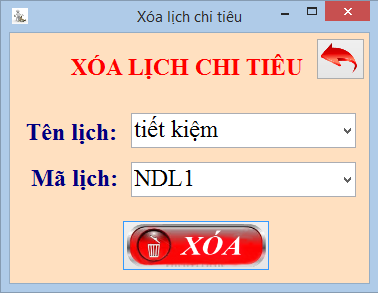 Xóa lịch chi tiêu
XÓA LỊCH CHI TIÊU
Tên lịch: tiết kiệm
Mã lịch: NDL1
XÓA